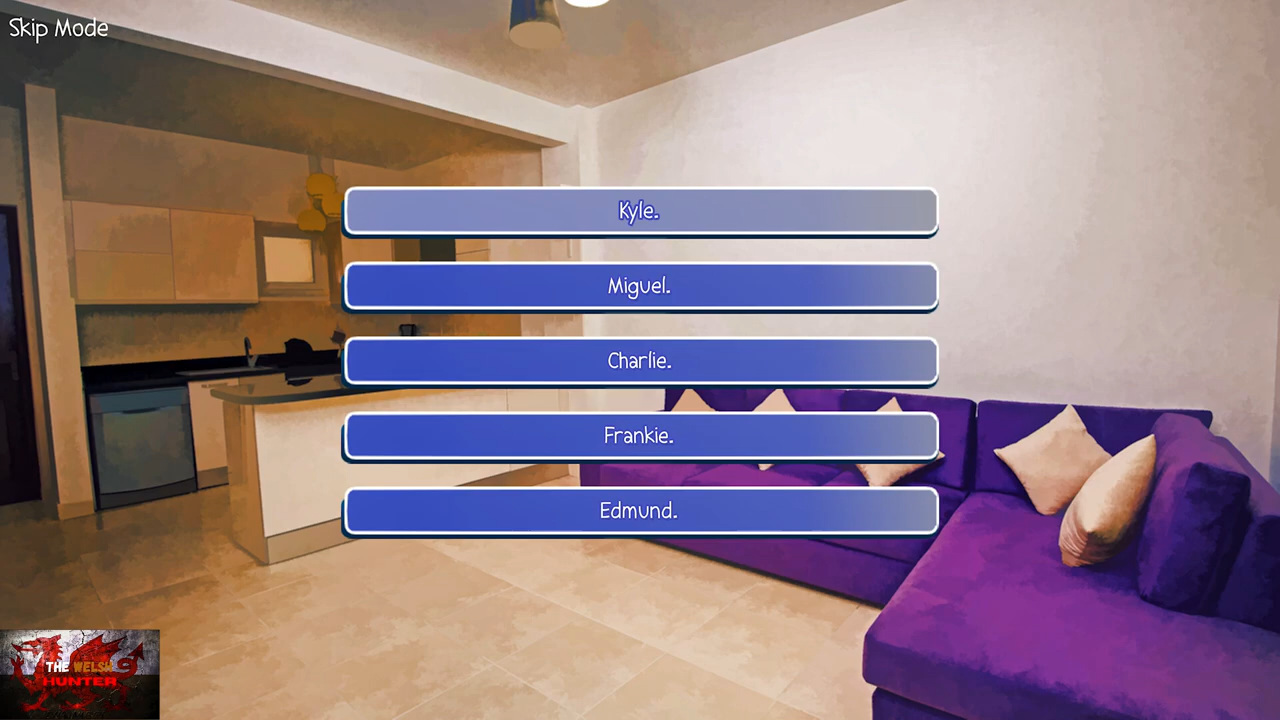 Skip Mode
Kyle.
Miguel.
Charlie.
Frankie.
Edmund.
THE WELSH
HUNTER